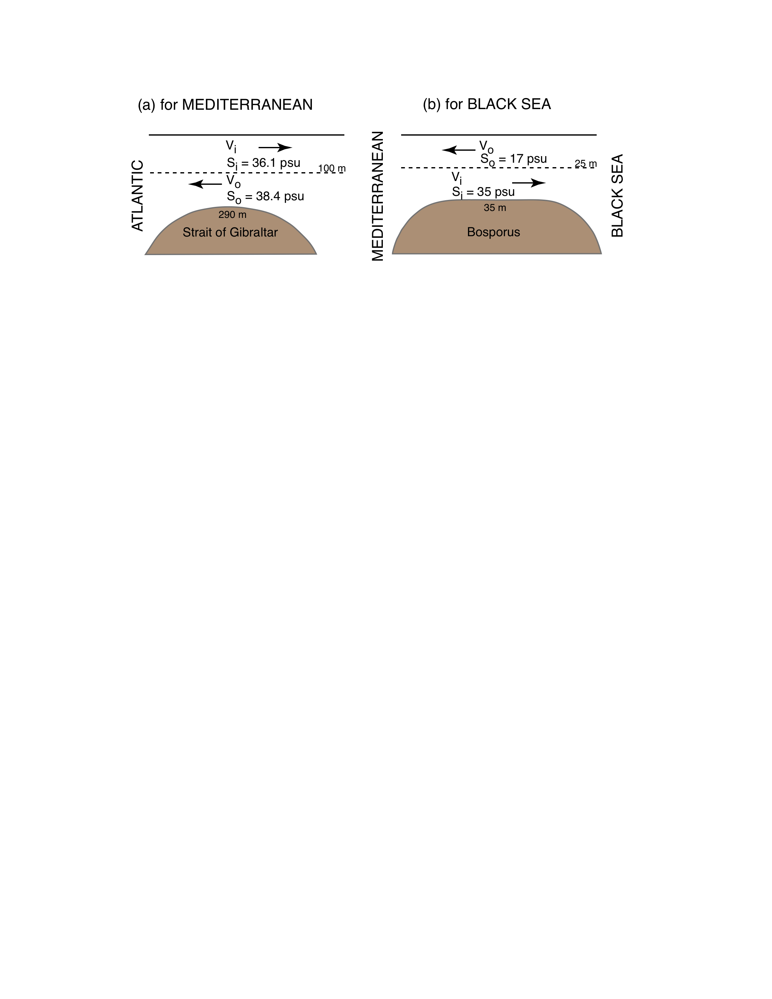 (a) for MEDITERRANEAN
ATLANTIC
Vi
Si = 36.1 psu
100 m
Vo
So = 38.4 psu
290 m
Strait of Gibraltar
(b) for BLACK SEA
MEDITERRANEAN
Vo
So = 17 psu
25 m
Vi
Si = 35 psu
35 m
Bosporus
BLACK SEA